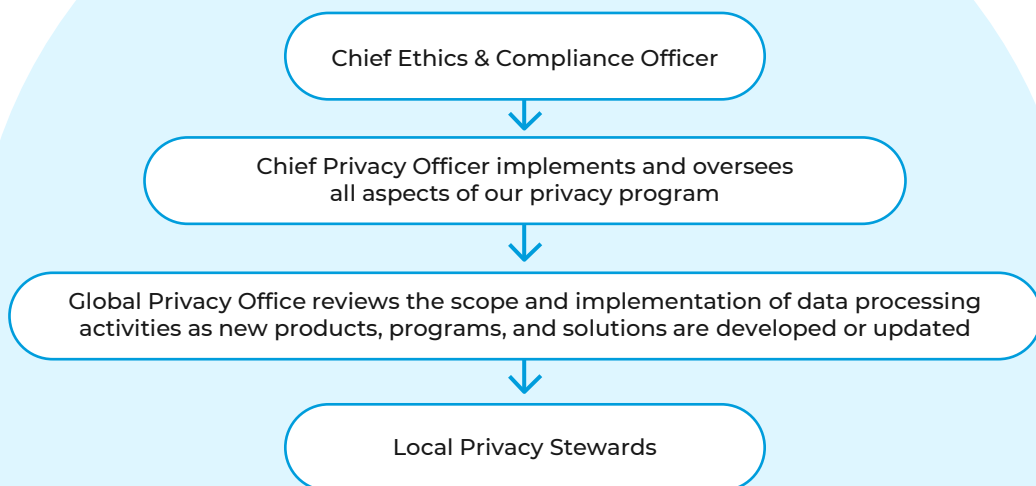 Chief Ethics & Compliance Officer
Chief Privacy Officer implements and oversees
all aspects of our privacy program
Global Privacy Office reviews the scope and implementation of data processing
activities as new products, programs, and solutions are developed or updated
Local Privacy Stewards